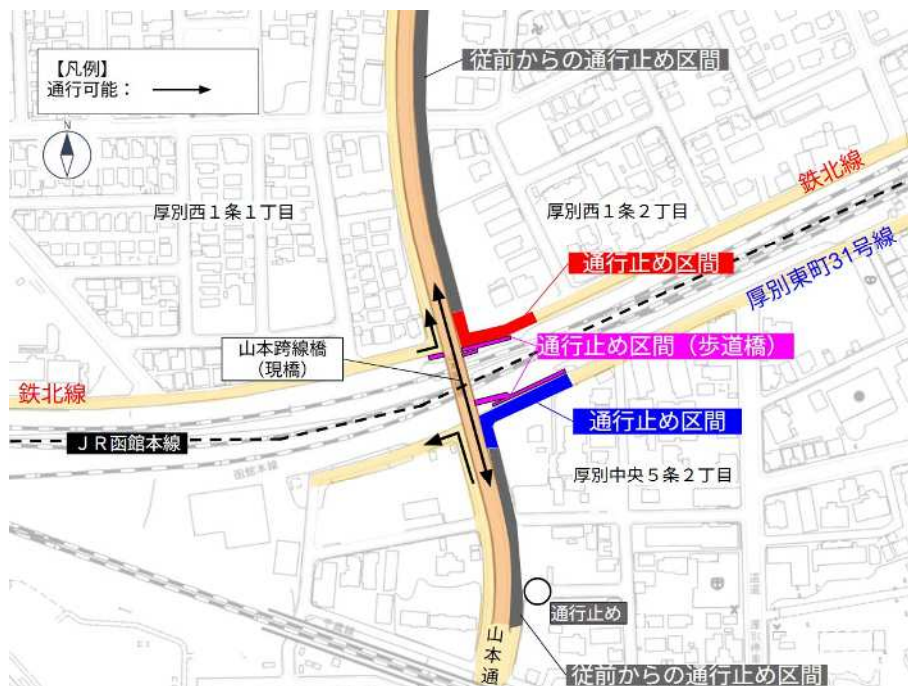 従前からの通行止め区間
【凡例】
通行可能：
N
鉄北線
厚別西１条１丁目
厚別西１条２丁目
厚別東町31号線
通行止め区間
山本跨線橋
（現橋）
通行止め区間（歩道橋）
鉄北線
通行止め区間
ＪＲ函館本線
函館本線
厚別中央５条２丁目
通行止め
山本通
従前からの通行止め区間